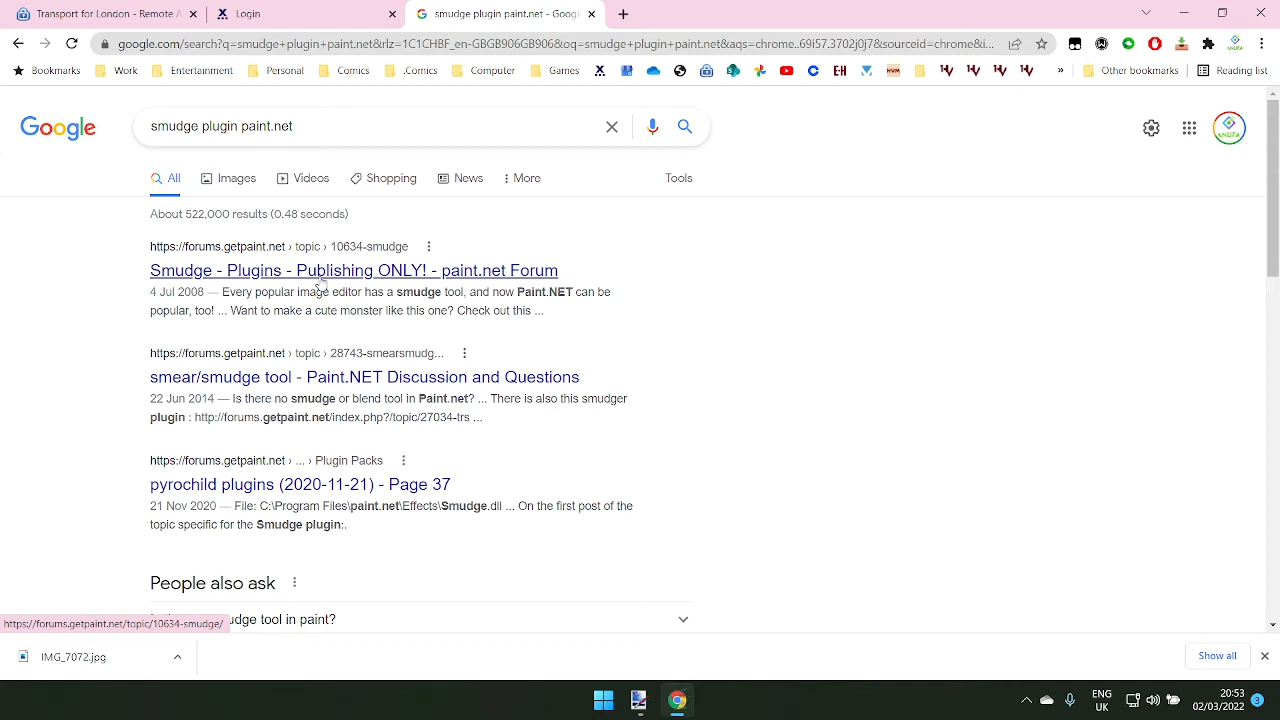 Transport for London - Remote A
Login
smudge plugin paint.net - Googl
google.com/search?q=smudge+plugin+paint.net&rlz=1C1CHBF_en-GBGB906GB906&oq=smudge+plugin+paint.net&aqs=chrome..69i57.3702j0j7&sourceid=chrome&i...
Bookmarks
Work
Entertainment
Personal
Comics
.Comics
Computer
Games
»
Other bookmarks
Reading list
Google
smudge plugin paint.net
All
Images
Videos
Shopping
News
More
Tools
About 522,000 results (0.48 seconds)
https://forums.getpaint.net › topic › 10634-smudge
Smudge - Plugins - Publishing ONLY! - paint.net Forum
4 Jul 2008 — Every popular image editor has a smudge tool, and now Paint.NET can be
popular, too! ... Want to make a cute monster like this one? Check out this ...
https://forums.getpaint.net › topic › 28743-smearsmudg...
smear/smudge tool - Paint.NET Discussion and Questions
22 Jun 2014 — Is there no smudge or blend tool in Paint.net? ... There is also this smudger
plugin : http://forums.getpaint.net/index.php?/topic/27034-trs ...
https://forums.getpaint.net › ... › Plugin Packs
pyrochild plugins (2020-11-21) - Page 37
21 Nov 2020 — File: C:\Program Files\paint.net\Effects\Smudge.dll ... On the first post of the
topic specific for the Smudge plugin:.
People also ask
udge tool in paint?
https://forums.getpaint.net/topic/10634-smudge/
IMG_7072.jpg
Show all
ENG
UK
20:53
02/03/2022
3